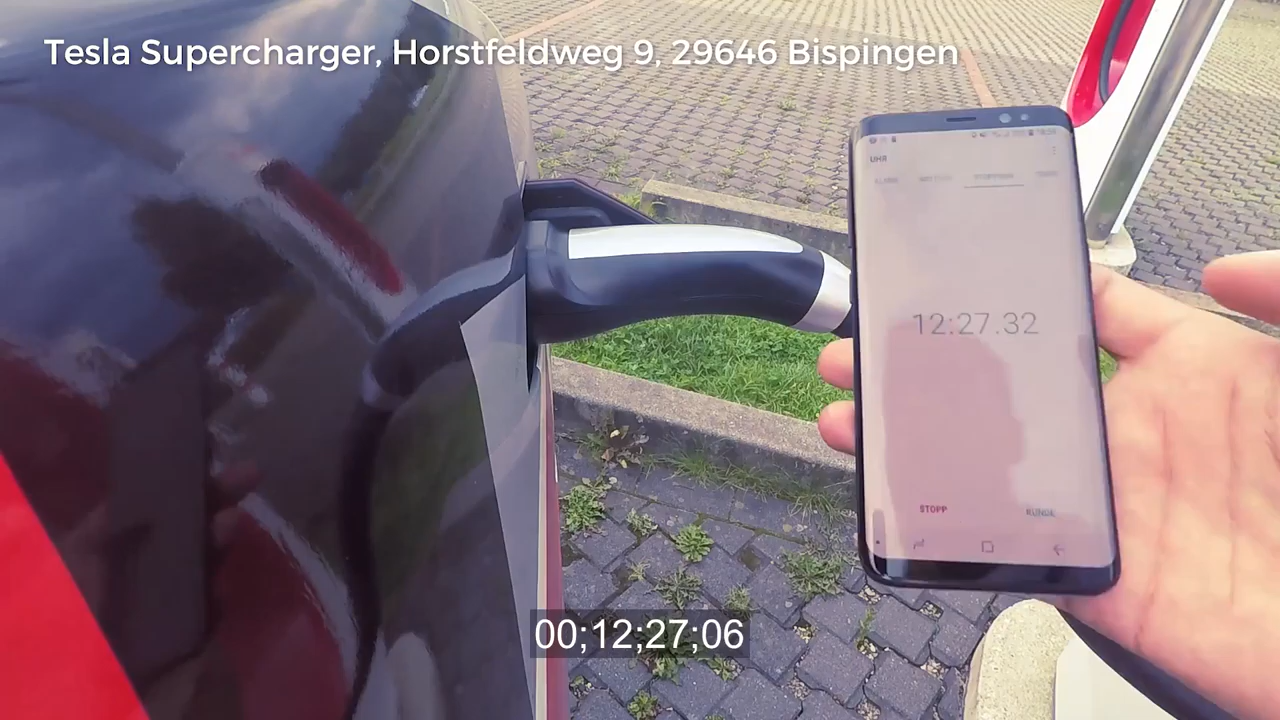 Tesla Supercharger, Horstfeldweg 9, 29646 Bispingen
UHR
12:27.32
STOPP
RUNDE
00;12;27;06